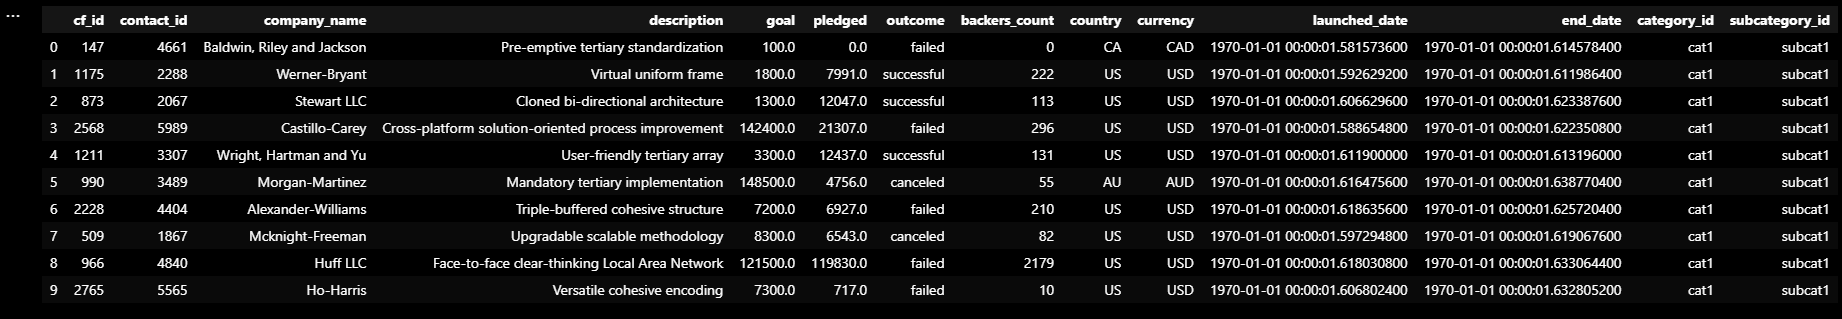 ...
cf_id contact_id company_name description goal pledged outcome backers_count country currency launched_date end_date category_id subcategory_id
0 147 4661 Baldwin, Riley and Jackson Pre-emptive tertiary standardization 100.0 0.0 failed 0 CA CAD 1970-01-01 00:00:01.581573600 1970-01-01 00:00:01.614578400 cat1 subcat1
1 1175 2288 Werner-Bryant Virtual uniform frame 1800.0 7991.0 successful 222 US USD 1970-01-01 00:00:01.592629200 1970-01-01 00:00:01.611986400 cat1 subcat1
2 873 2067 Stewart LLC Cloned bi-directional architecture 1300.0 12047.0 successful 113 US USD 1970-01-01 00:00:01.606629600 1970-01-01 00:00:01.623387600 cat1 subcat1
3 2568 5989 Castillo-Carey Cross-platform solution-oriented process improvement 142400.0 21307.0 failed 296 US USD 1970-01-01 00:00:01.588654800 1970-01-01 00:00:01.622350800 cat1 subcat1
4 1211 3307 Wright, Hartman and Yu User-friendly tertiary array 3300.0 12437.0 successful 131 US USD 1970-01-01 00:00:01.611900000 1970-01-01 00:00:01.613196000 cat1 subcat1
5 990 3489 Morgan-Martinez Mandatory tertiary implementation 148500.0 4756.0 canceled 55 AU AUD 1970-01-01 00:00:01.616475600 1970-01-01 00:00:01.638770400 cat1 subcat1
6 2228 4404 Alexander-Williams Triple-buffered cohesive structure 7200.0 6927.0 failed 210 US USD 1970-01-01 00:00:01.618635600 1970-01-01 00:00:01.625720400 cat1 subcat1
7 509 1867 Mcknight-Freeman Upgradable scalable methodology 8300.0 6543.0 canceled 82 US USD 1970-01-01 00:00:01.597294800 1970-01-01 00:00:01.619067600 cat1 subcat1
8 966 4840 Huff LLC Face-to-face clear-thinking Local Area Network 121500.0 119830.0 failed 2179 US USD 1970-01-01 00:00:01.618030800 1970-01-01 00:00:01.633064400 cat1 subcat1
9 2765 5565 Ho-Harris Versatile cohesive encoding 7300.0 717.0 failed 10 US USD 1970-01-01 00:00:01.606802400 1970-01-01 00:00:01.632805200 cat1 subcat1